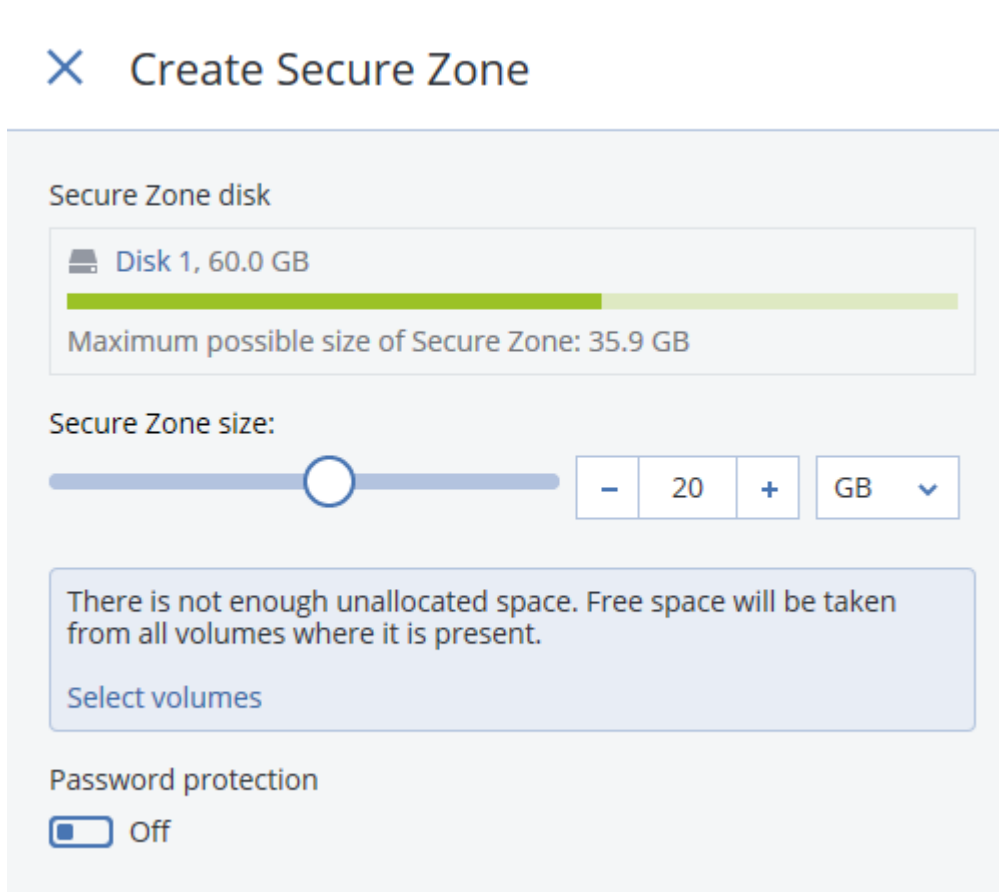 Create Secure Zone
Secure Zone disk
Disk 1, 60.0 GB
Maximum possible size of Secure Zone: 35.9 GB
Secure Zone size:
− 20 + GB
There is not enough unallocated space. Free space will be taken
from all volumes where it is present.
Select volumes
Password protection
Off